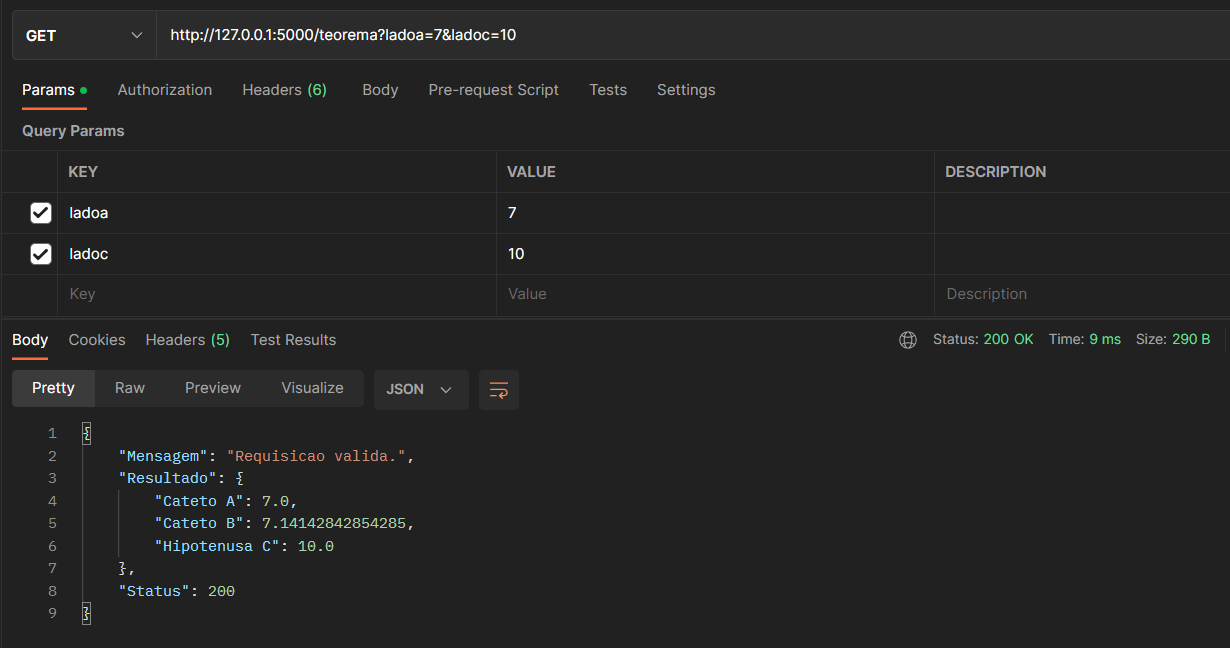 GET http://127.0.0.1:5000/teorema?ladoa=7&ladoc=10
Params Authorization Headers (6) Body Pre-request Script Tests Settings
Query Params
KEY VALUE DESCRIPTION
ladoa 7
ladoc 10
Key Value Description
Body Cookies Headers (5) Test Results Status: 200 OK Time: 9 ms Size: 290 B
Pretty Raw Preview Visualize JSON
1 {
2 "Mensagem": "Requisicao valida.",
3 "Resultado": {
4 "Cateto A": 7.0,
5 "Cateto B": 7.14142842854285,
6 "Hipotenusa C": 10.0
7 },
8 "Status": 200
9 }